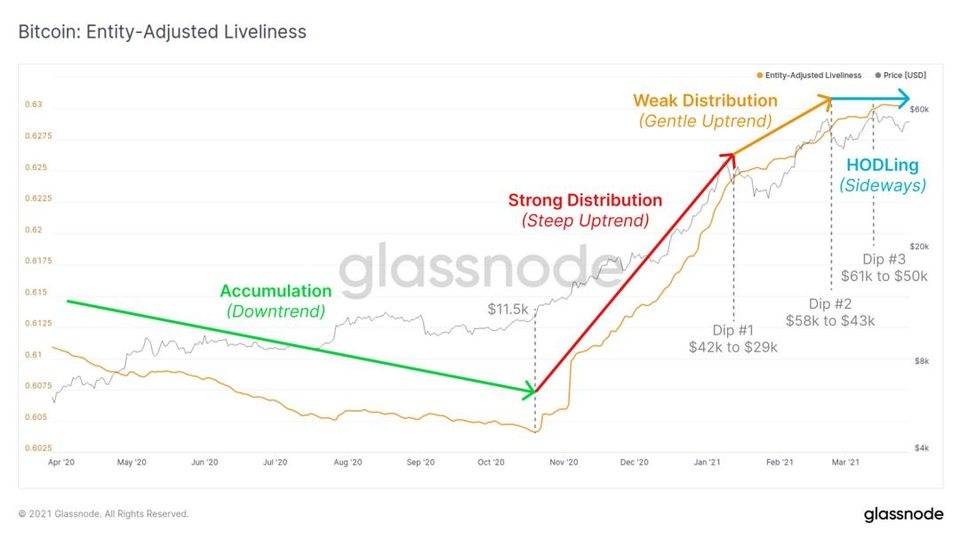 Bitcoin: Entity-Adjusted Liveliness
Entity-Adjusted Liveliness
Price [USD]
0.63
0.6275
0.625
0.6225
0.62
0.6175
0.615
0.6125
0.61
0.6075
0.605
0.6025
$60k
$20k
$8k
$4k
Weak Distribution
(Gentle Uptrend)
HODLing
(Sideways)
Strong Distribution
(Steep Uptrend)
glassnode
Accumulation
(Downtrend)
$11.5k
Dip #3
$61k to $50k
Dip #2
$58k to $43k
Dip #1
$42k to $29k
Apr '20
May '20
Jun '20
Jul '20
Aug '20
Sep '20
Oct '20
Nov '20
Dec '20
Jan '21
Feb '21
Mar '21
© 2021 Glassnode. All Rights Reserved.
glassnode